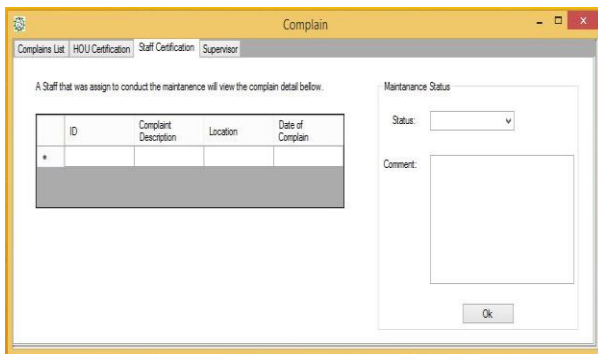 Complain
Complains List HOU Certification Staff Certification Supervisor
A Staff that was assign to conduct the maintanence will view the complain detail bellow.
ID Complaint Description Location Date of Complain
Maintanance Status
Status:
Comment:
Ok